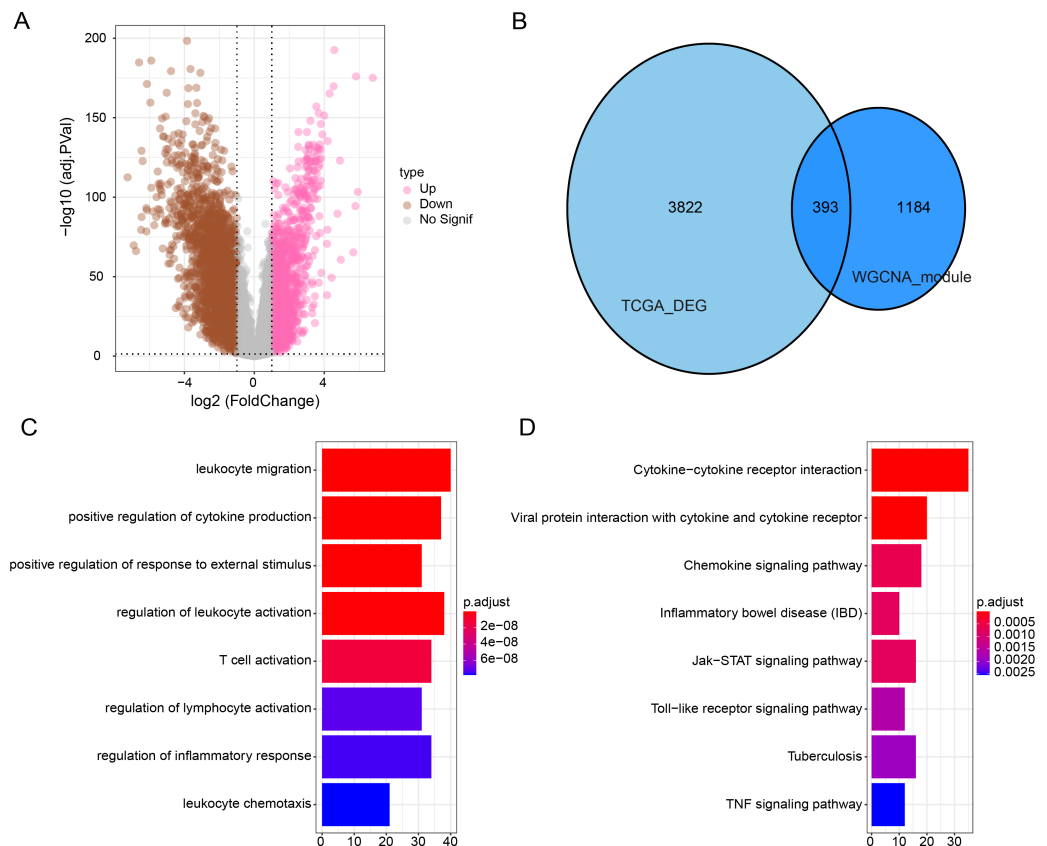 A
200
150
100
50
0
−log10 (adj.PVal)
−4
0
4
log2 (FoldChange)
type
Up
Down
No Signif
B
3822
393
1184
WGCNA_module
TCGA_DEG
C
leukocyte migration
positive regulation of cytokine production
positive regulation of response to external stimulus
regulation of leukocyte activation
T cell activation
regulation of lymphocyte activation
regulation of inflammatory response
leukocyte chemotaxis
0 10 20 30 40
p.adjust
2e−08
4e−08
6e−08
D
Cytokine−cytokine receptor interaction
Viral protein interaction with cytokine and cytokine receptor
Chemokine signaling pathway
Inflammatory bowel disease (IBD)
Jak−STAT signaling pathway
Toll−like receptor signaling pathway
Tuberculosis
TNF signaling pathway
0 10 20 30
p.adjust
0.0005
0.0010
0.0015
0.0020
0.0025